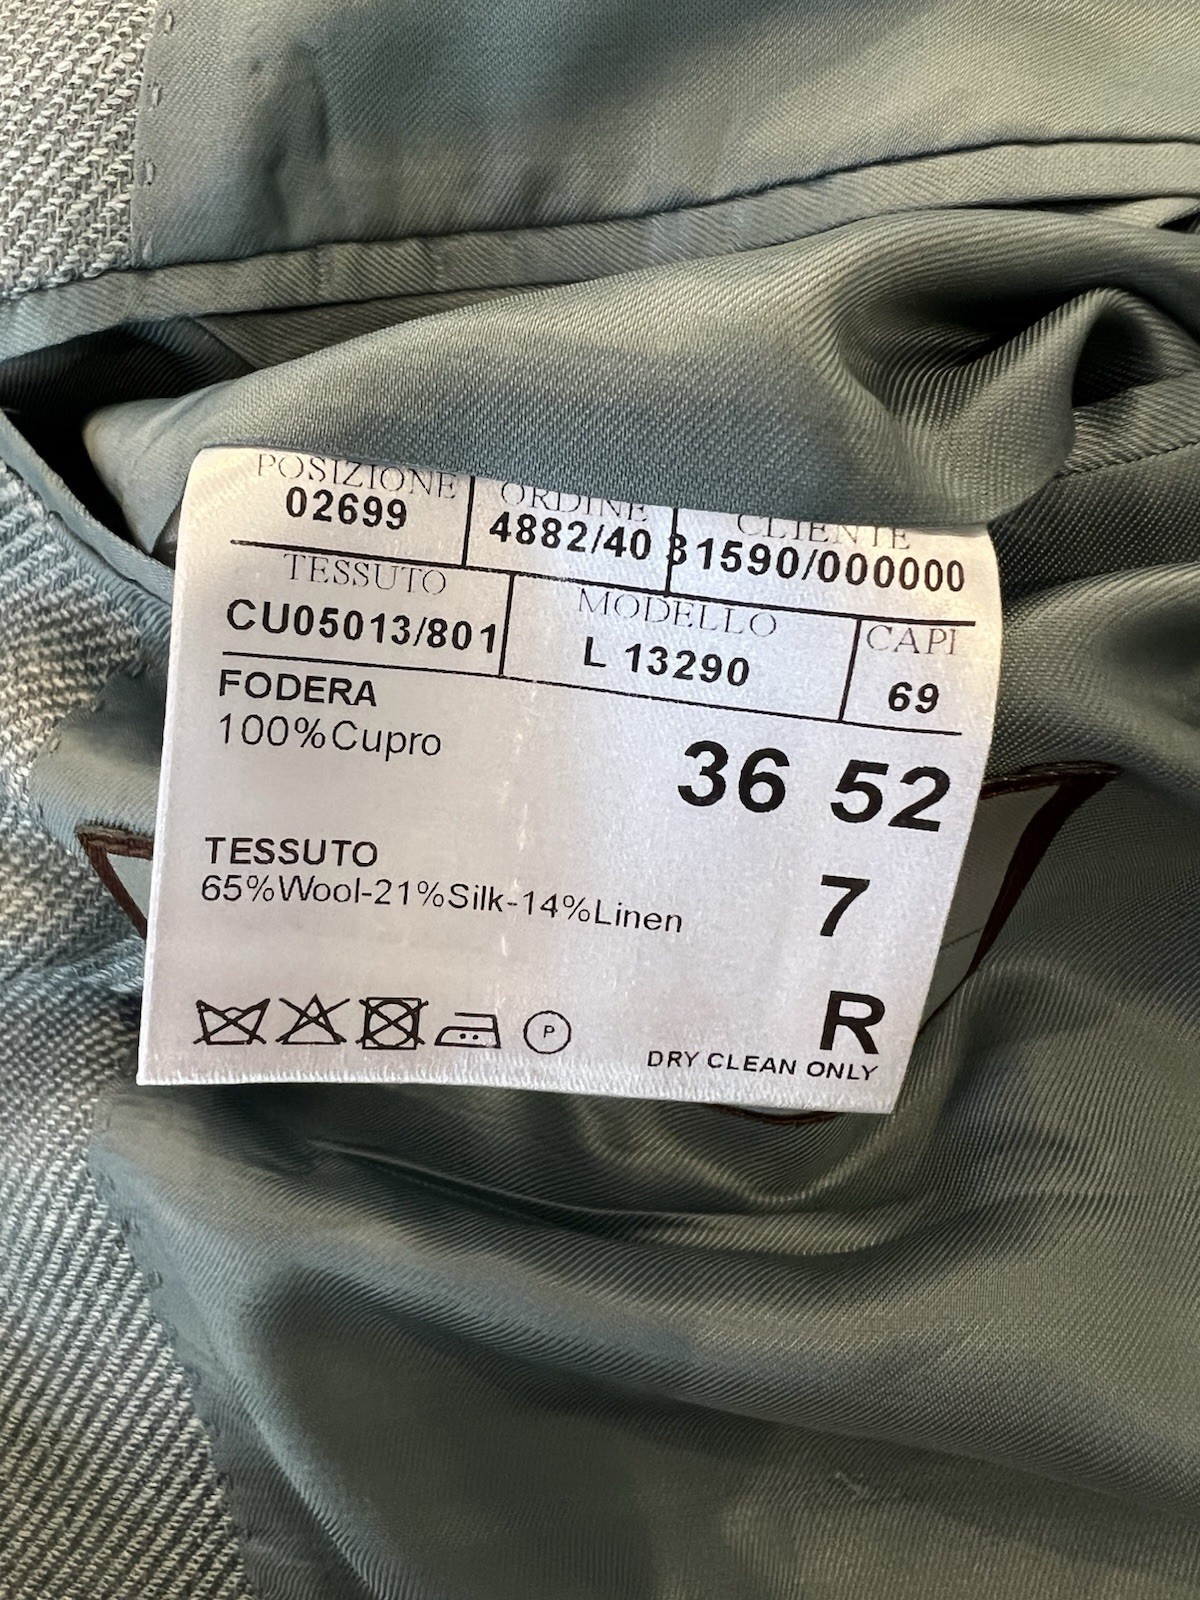 POSIZIONE ORDINE CLIENTE
02699 4882/40 31590/000000
TESSUTO MODELLO CAPI
CU05013/801 L 13290 69
FODERA
100%Cupro
36 52
TESSUTO
65%Wool-21%Silk-14%Linen
7
R
P
DRY CLEAN ONLY